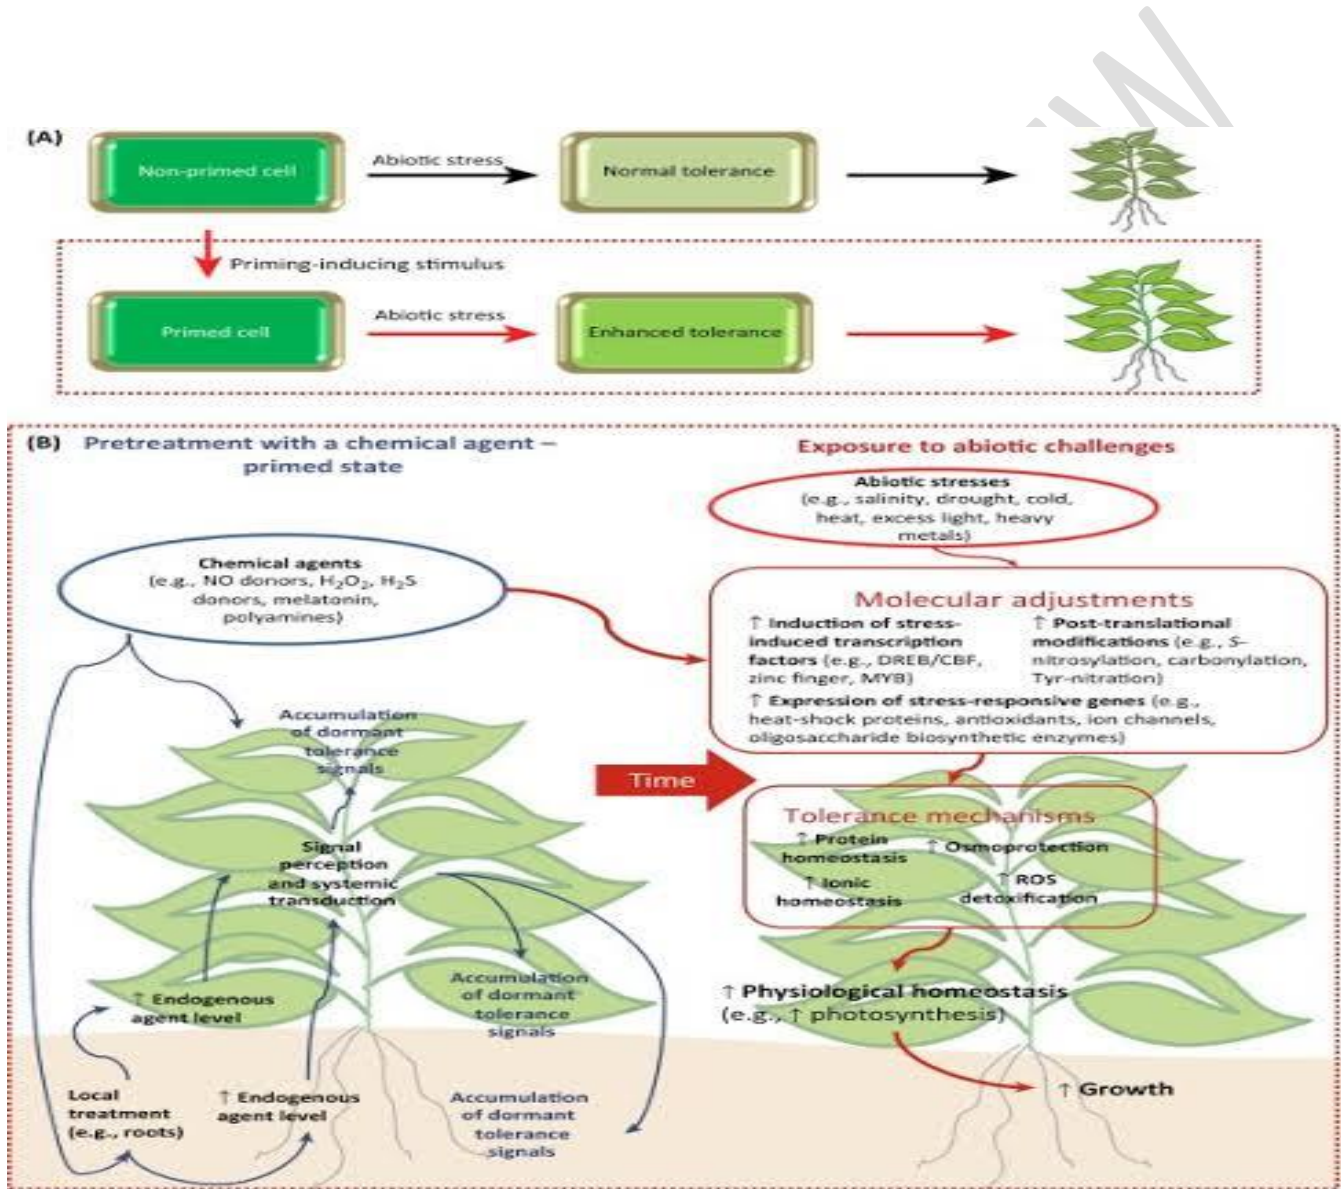 W
(A)
Non-primed cell
Abiotic stress
Normal tolerance
Priming-inducing stimulus
Primed cell
Abiotic stress
Enhanced tolerance
(B) Pretreatment with a chemical agent –
primed state
Exposure to abiotic challenges
Abiotic stresses
(e.g., salinity, drought, cold,
heat, excess light, heavy
metals)
Chemical agents
(e.g., NO donors, H₂O₂, H₂S
donors, melatonin,
polyamines)
Molecular adjustments
↑ Induction of stress-
induced transcription
factors (e.g., DREB/CBF,
zinc finger, MYB)
↑ Post-translational
modifications (e.g., S-
nitrosylation, carbonylation,
Tyr-nitration)
↑ Expression of stress-responsive genes (e.g.,
heat-shock proteins, antioxidants, ion channels,
oligosaccharide biosynthetic enzymes)
Accumulation
of dormant
tolerance
signals
Time
Signal
perception
and systemic
transduction
Tolerance mechanisms
↑ Protein
homeostasis
↑ Osmoprotection
↑ Ionic
homeostasis
↑ ROS
detoxification
↑ Endogenous
agent level
Accumulation
of dormant
tolerance
signals
↑ Physiological homeostasis
(e.g., ↑ photosynthesis)
Local
treatment
(e.g., roots)
↑ Endogenous
agent level
Accumulation
of dormant
tolerance
signals
↑ Growth